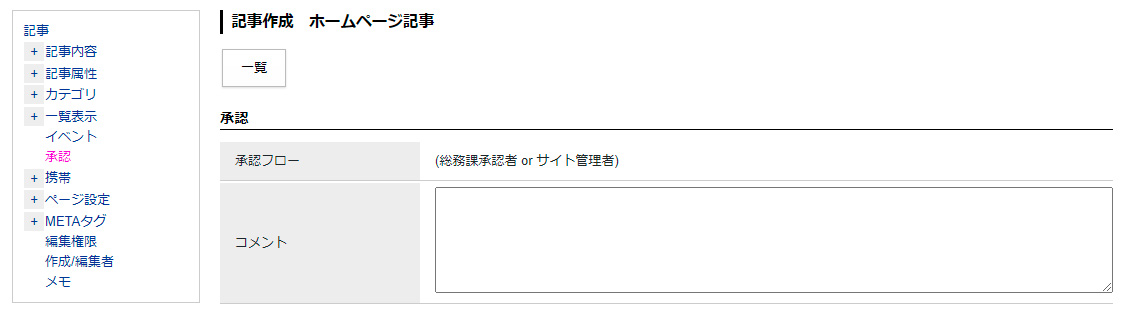 記事
+ 記事内容
+ 記事属性
+ カテゴリ
+ 一覧表示
イベント
承認
+ 携帯
+ ページ設定
+ METAタグ
編集権限
作成/編集者
メモ
記事作成　ホームページ記事
一覧
承認
承認フロー (総務課承認者 or サイト管理者)
コメント